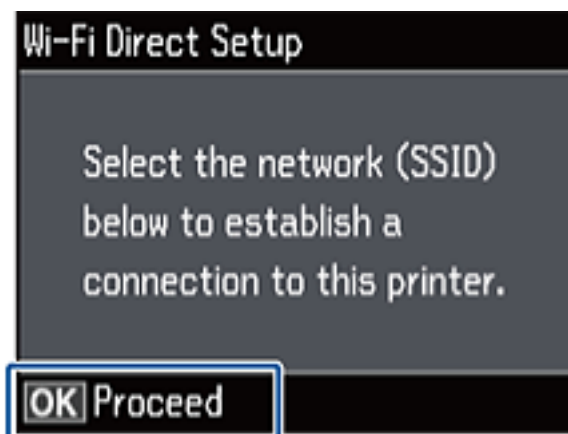 Wi-Fi Direct Setup
Select the network (SSID)
below to establish a
connection to this printer.
OK Proceed